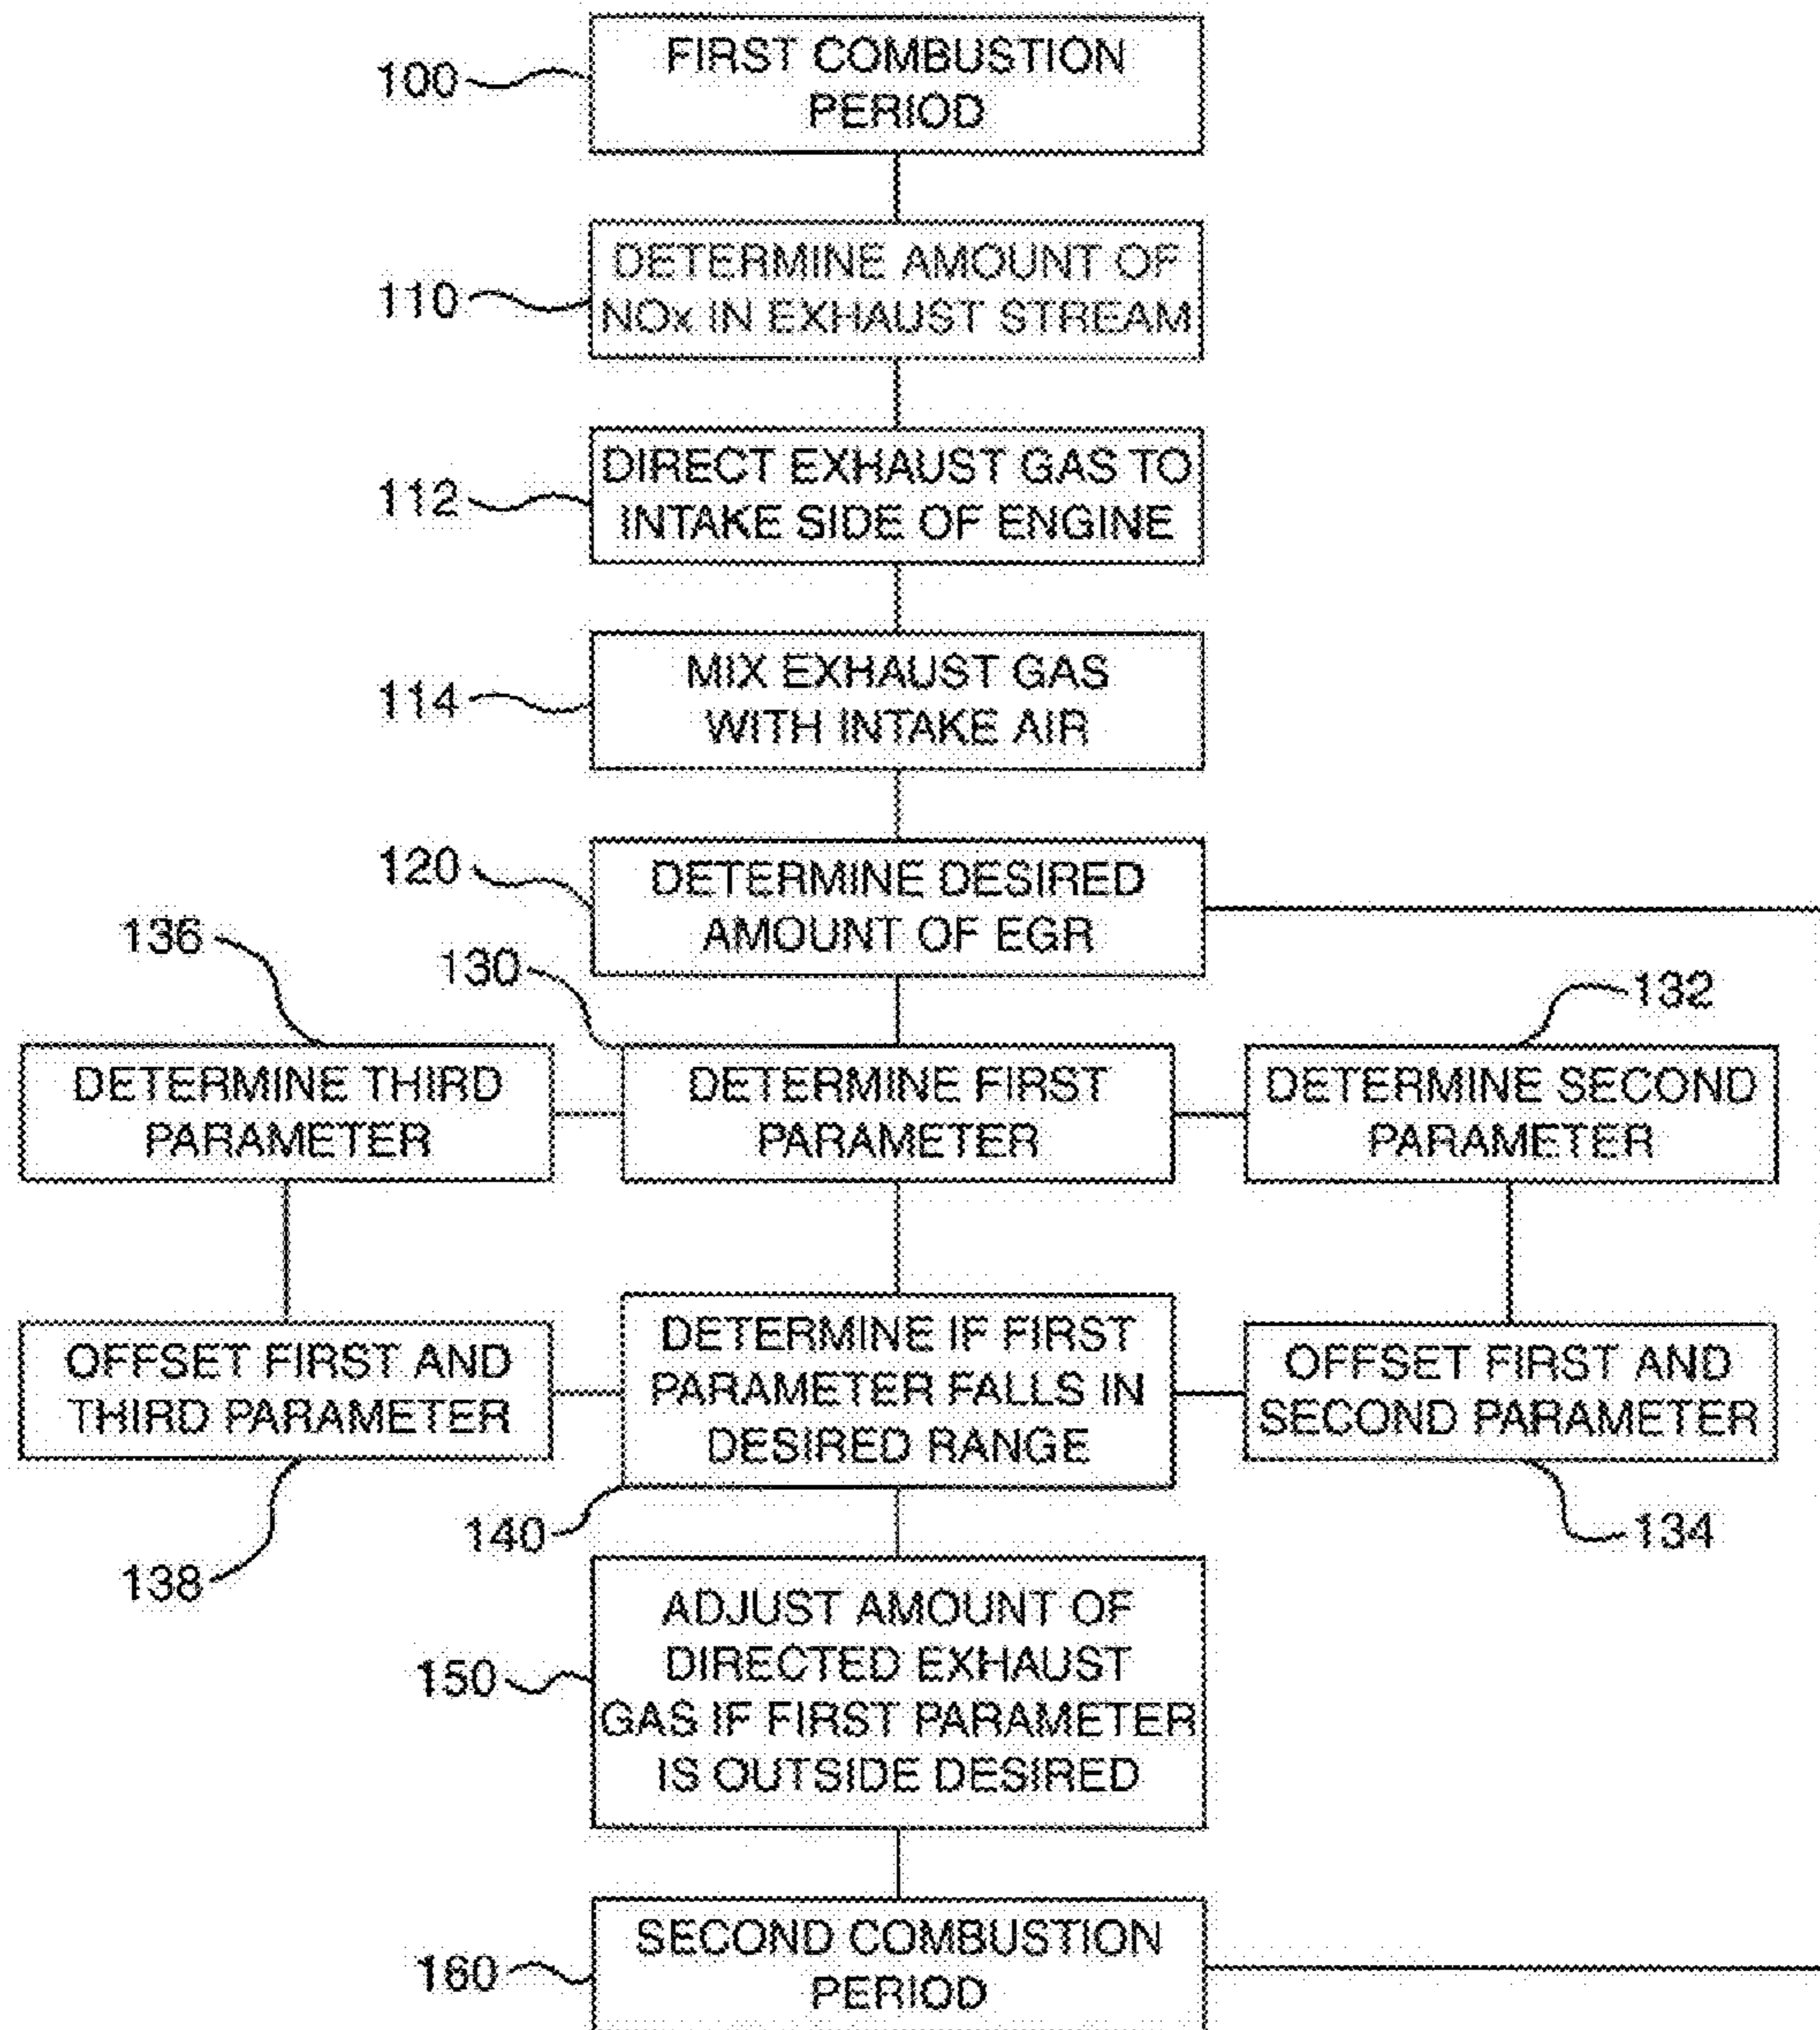 100
FIRST COMBUSTION
PERIOD
110
DETERMINE AMOUNT OF
NOx IN EXHAUST STREAM
112
DIRECT EXHAUST GAS TO
INTAKE SIDE OF ENGINE
114
MIX EXHAUST GAS
WITH INTAKE AIR
120
DETERMINE DESIRED
AMOUNT OF EGR
136
130
132
DETERMINE THIRD
PARAMETER
DETERMINE FIRST
PARAMETER
DETERMINE SECOND
PARAMETER
OFFSET FIRST AND
THIRD PARAMETER
DETERMINE IF FIRST
PARAMETER FALLS IN
DESIRED RANGE
OFFSET FIRST AND
SECOND PARAMETER
138
140
134
150
ADJUST AMOUNT OF
DIRECTED EXHAUST
GAS IF FIRST PARAMETER
IS OUTSIDE DESIRED
160
SECOND COMBUSTION
PERIOD